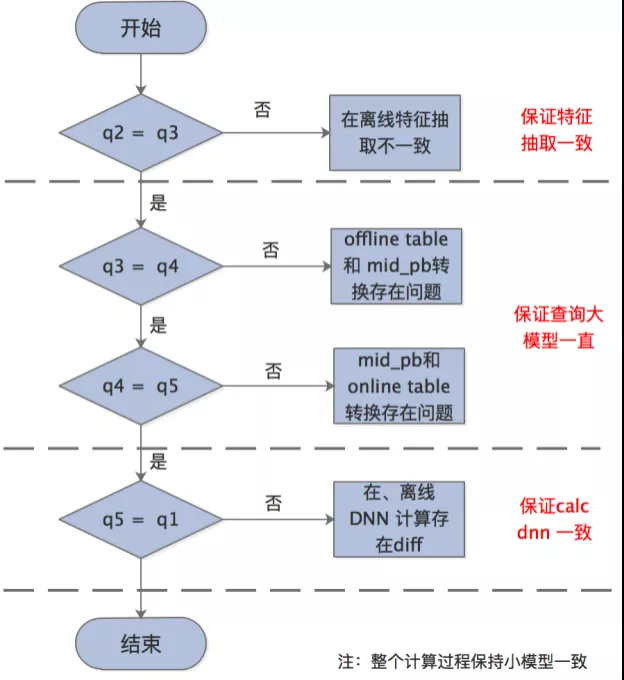 开始
q2 = q3
否
在离线特征抽
取不一致
保证特征
抽取一致
是
q3 = q4
否
offline table
和 mid_pb转
换存在问题
保证查询大
模型一直
是
q4 = q5
否
mid_pb和
online table
转换存在问题
是
q5 = q1
否
在、离线
DNN 计算存
在diff
保证calc
dnn 一致
结束
注：整个计算过程保持小模型一致